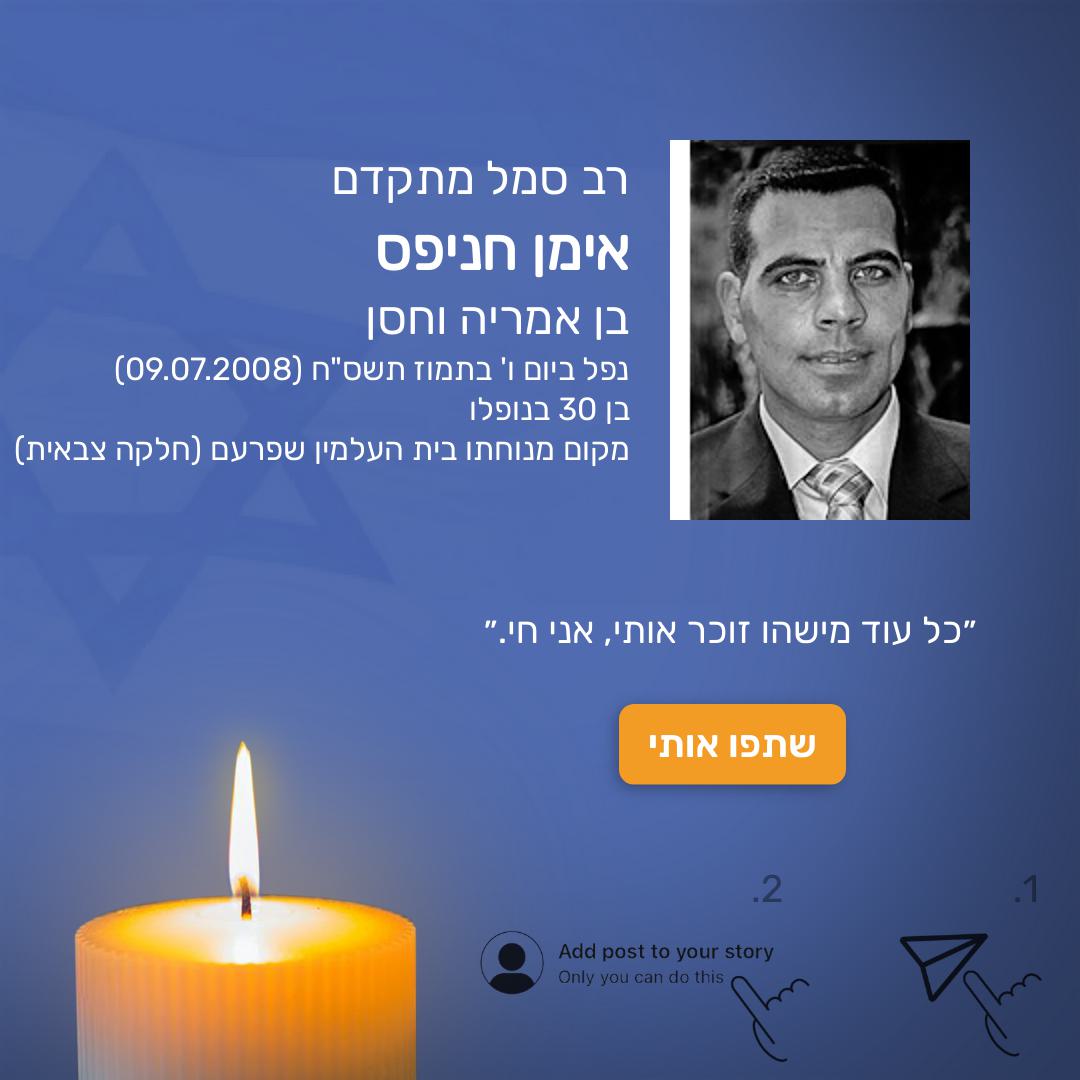 רב סמל מתקדם
אימן חניפס
בן אמריה וחסן
נפל ביום ו' בתמוז תשס"ח (09.07.2008)
בן 30 בנופלו
מקום מנוחתו בית העלמין שפרעם (חלקה צבאית)
״כל עוד מישהו זוכר אותי, אני חי.״
שתפו אותי
1.
2.
Add post to your story
Only you can do this